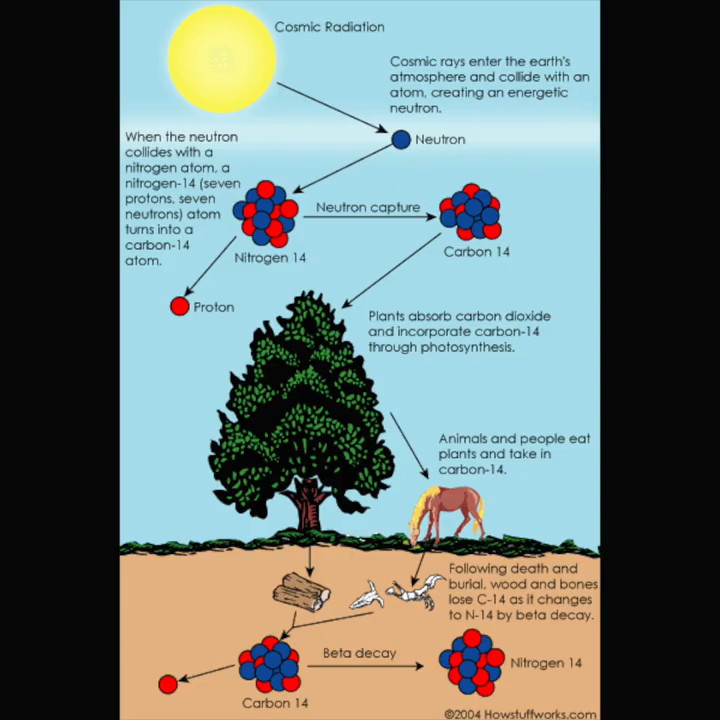 Cosmic Radiation
Cosmic rays enter the earth's
atmosphere and collide with an
atom, creating an energetic
neutron.
When the neutron
collides with a
nitrogen atom, a
nitrogen-14 (seven
protons, seven
neutrons) atom
turns into a
carbon-14
atom.
Neutron
Neutron capture
Nitrogen 14
Carbon 14
Proton
Plants absorb carbon dioxide
and incorporate carbon-14
through photosynthesis.
Animals and people eat
plants and take in
carbon-14.
Following death and
burial, wood and bones
lose C-14 as it changes
to N-14 by beta decay.
Beta decay
Nitrogen 14
Carbon 14
©2004 Howstuffworks.com